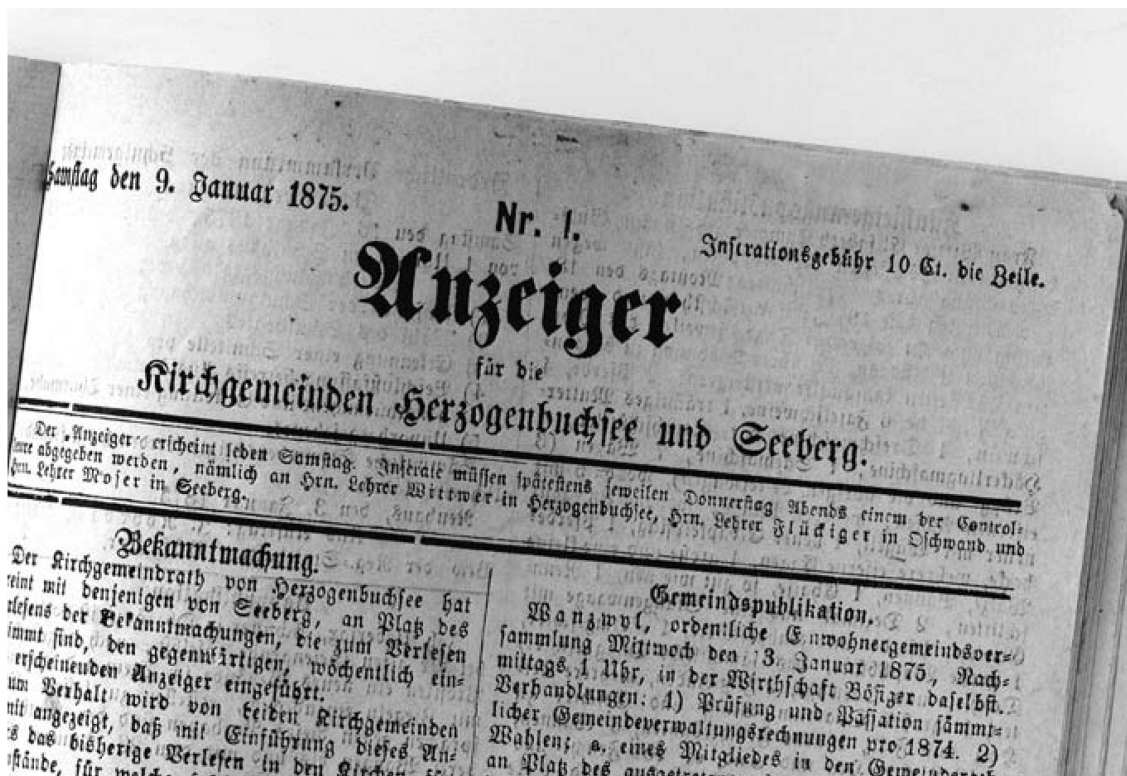 Samstag den 9. Januar 1875.
Nr. 1.
Inserationsgebühr 10 Ct. die Zeile.
Anzeiger
für die
Kirchgemeinden Herzogenbuchsee und Seeberg.
Der „Anzeiger erscheint jeden Samstag. Inserate müssen spätestens jeweilen Donnerstag Abends einem der Control-
abgegeben werden, nämlich an Hrn. Lehrer Wittwer in Herzogenbuchsee, Hrn. Lehrer Flückiger in Oschwand und
Hrn. Lehrer Moser in Seeberg.
Bekanntmachung.
Der Kirchgemeindrath von Herzogenbuchsee hat
mit denjenigen von Seeberg, an Platz des
der Bekanntmachungen, die zum Verlesen
sind, den gegenwärtigen, wöchentlich ein-
erscheinenden Anzeiger eingeführt.
Verhalt wird von beiden Kirchgemeinden
angezeigt, daß mit Einführung dieses An-
das bisherige Verlesen in den Kirchen
für
Gemeindspublikation.
Wanzwyl, ordentliche Einwohnergemeindsver-
sammlung Mittwoch den 13 Januar 1875, Nach-
mittags 1 Uhr, in der Wirthschaft Bösiger daselbst.
Verhandlungen: 1) Prüfung und Passation sämmt-
licher Gemeindeverwaltungsrechnungen pro 1874. 2)
Wahlen; a. eines Mitgliedes in den Gemeinderath
an Platz des